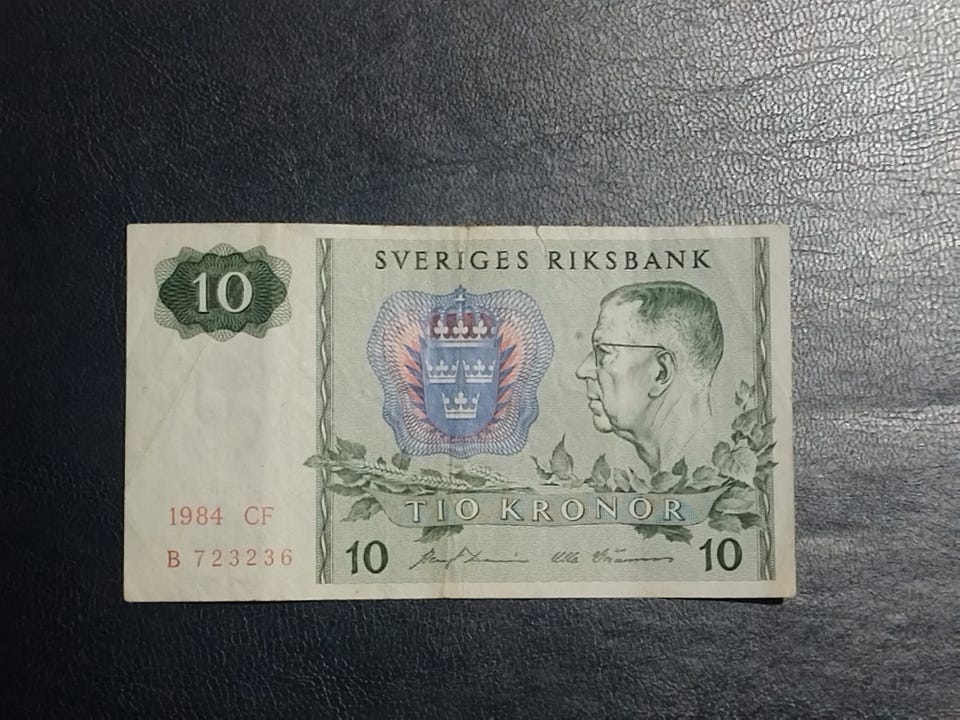 10
SVERIGES RIKSBANK
1984 CF
B 723236
TIO KRONOR
10
10